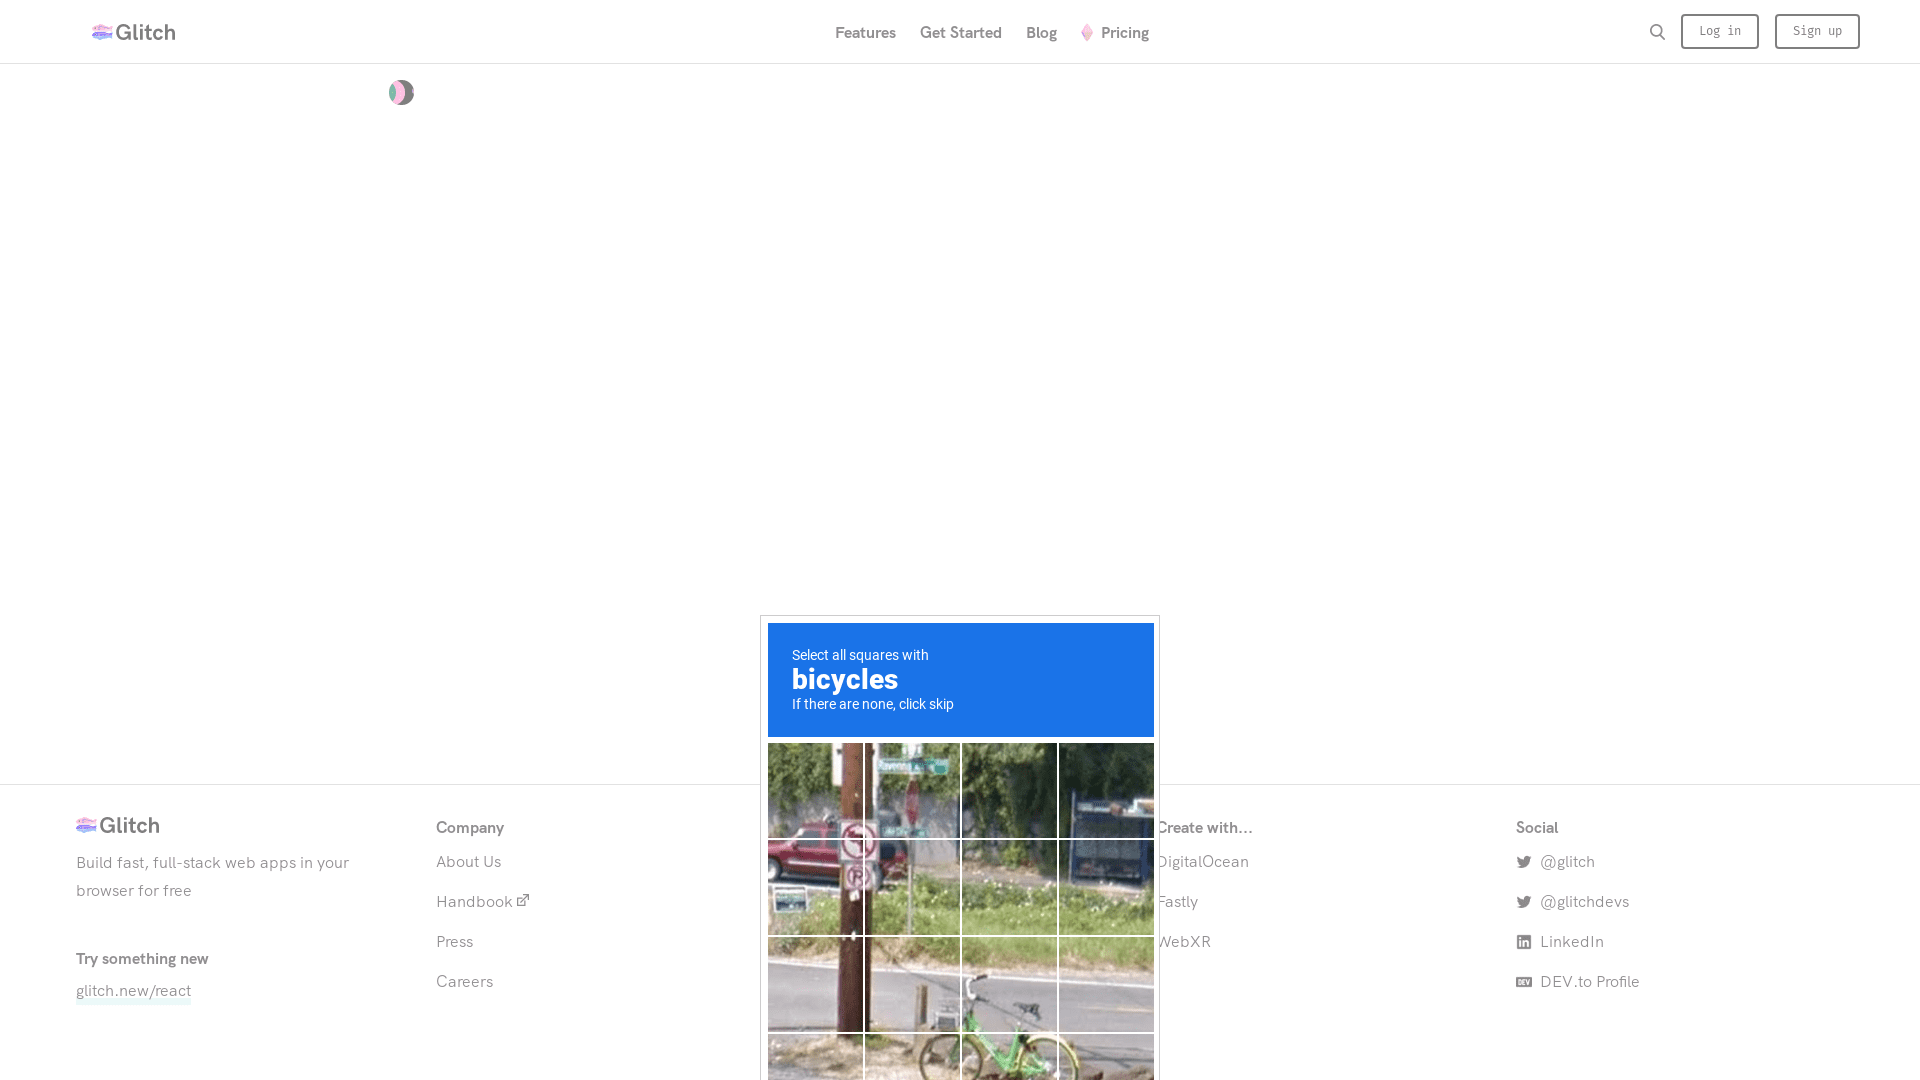 Glitch
Features
Get Started
Blog
Pricing
Log in
Sign up
Select all squares with
bicycles
If there are none, click skip
Glitch
Build fast, full-stack web apps in your
browser for free
Try something new
glitch.new/react
Company
About Us
Handbook
Press
Careers
Create with...
DigitalOcean
Fastly
WebXR
Social
@glitch
@glitchdevs
LinkedIn
DEV.to Profile